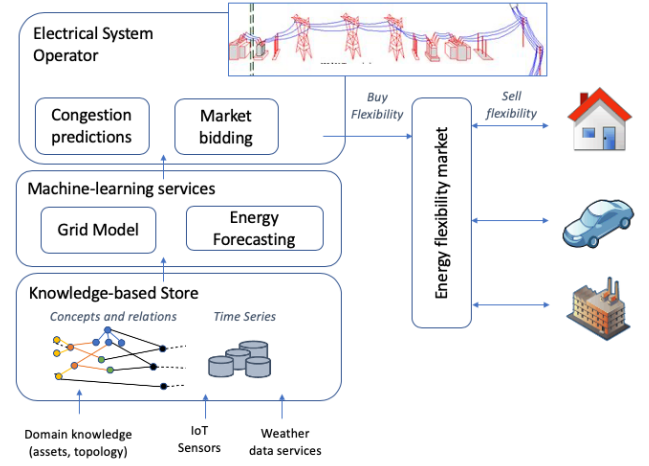 Electrical System
Operator
Congestion
predictions
Market
bidding
Buy
Flexibility
Sell
flexibility
Energy flexibility market
Machine-learning services
Grid Model
Energy
Forecasting
Knowledge-based Store
Concepts and relations
Time Series
Domain knowledge
(assets, topology)
IoT
Sensors
Weather
data services